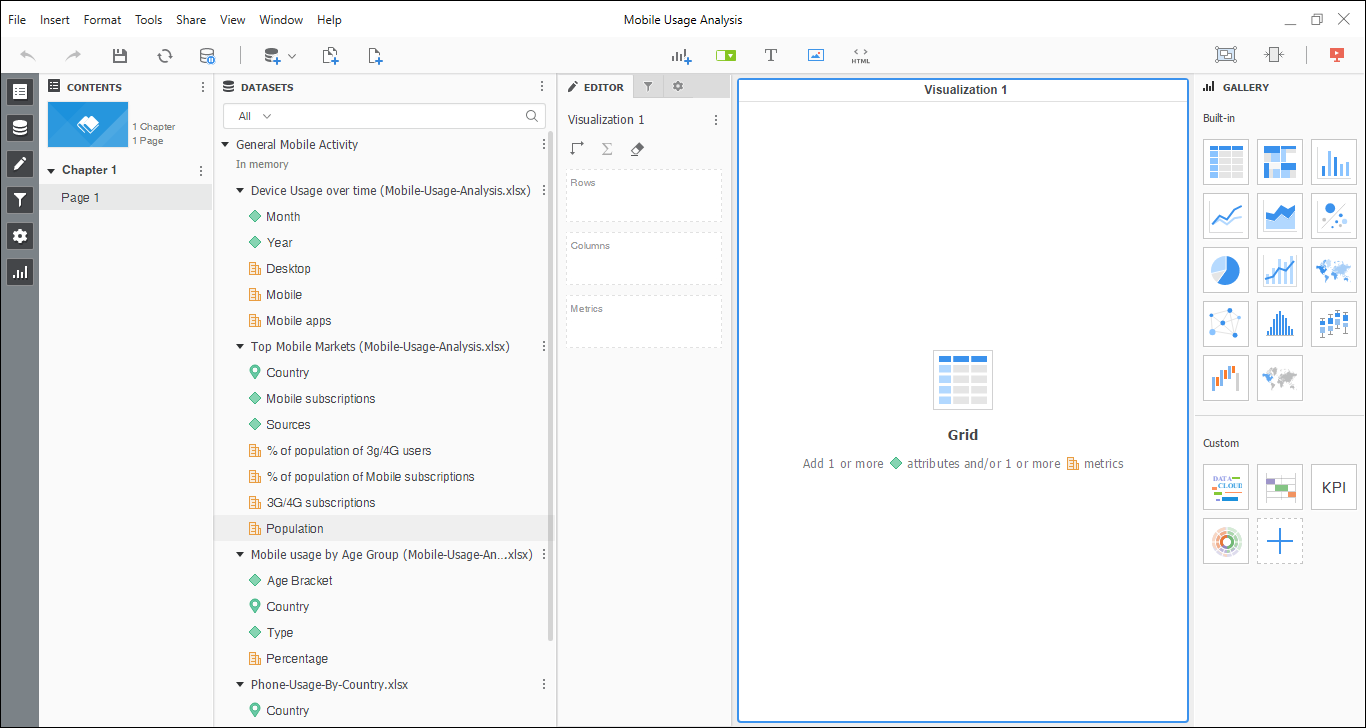 File Insert Format Tools Share View Window Help
Mobile Usage Analysis
HTML
CONTENTS
1 Chapter
1 Page
Chapter 1
Page 1
DATASETS
All
General Mobile Activity
In memory
Device Usage over time (Mobile-Usage-Analysis.xlsx)
Month
Year
Desktop
Mobile
Mobile apps
Top Mobile Markets (Mobile-Usage-Analysis.xlsx)
Country
Mobile subscriptions
Sources
% of population of 3g/4G users
% of population of Mobile subscriptions
3G/4G subscriptions
Population
Mobile usage by Age Group (Mobile-Usage-An...xlsx)
Age Bracket
Country
Type
Percentage
Phone-Usage-By-Country.xlsx
Country
EDITOR
Visualization 1
Rows
Columns
Metrics
Visualization 1
Grid
Add 1 or more attributes and/or 1 or more metrics
GALLERY
Built-in
Custom
DATA
CLOUD
KPI